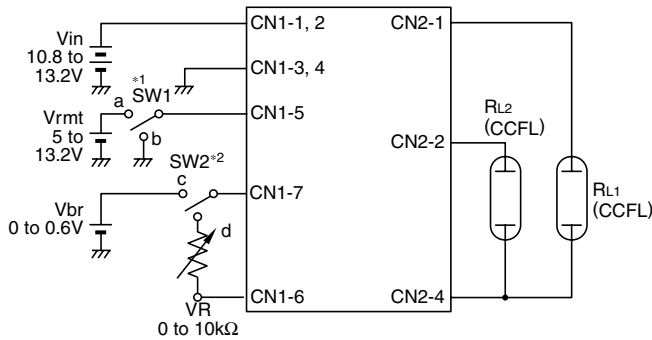 Vin
10.8 to
13.2V
CN1-1, 2
CN2-1
CN1-3, 4
*1
SW1
a
b
Vrmt
5 to
13.2V
CN1-5
RL2
(CCFL)
CN2-2
SW2*2
c
d
CN1-7
RL1
(CCFL)
Vbr
0 to 0.6V
CN1-6
CN2-4
VR
0 to 10kΩ